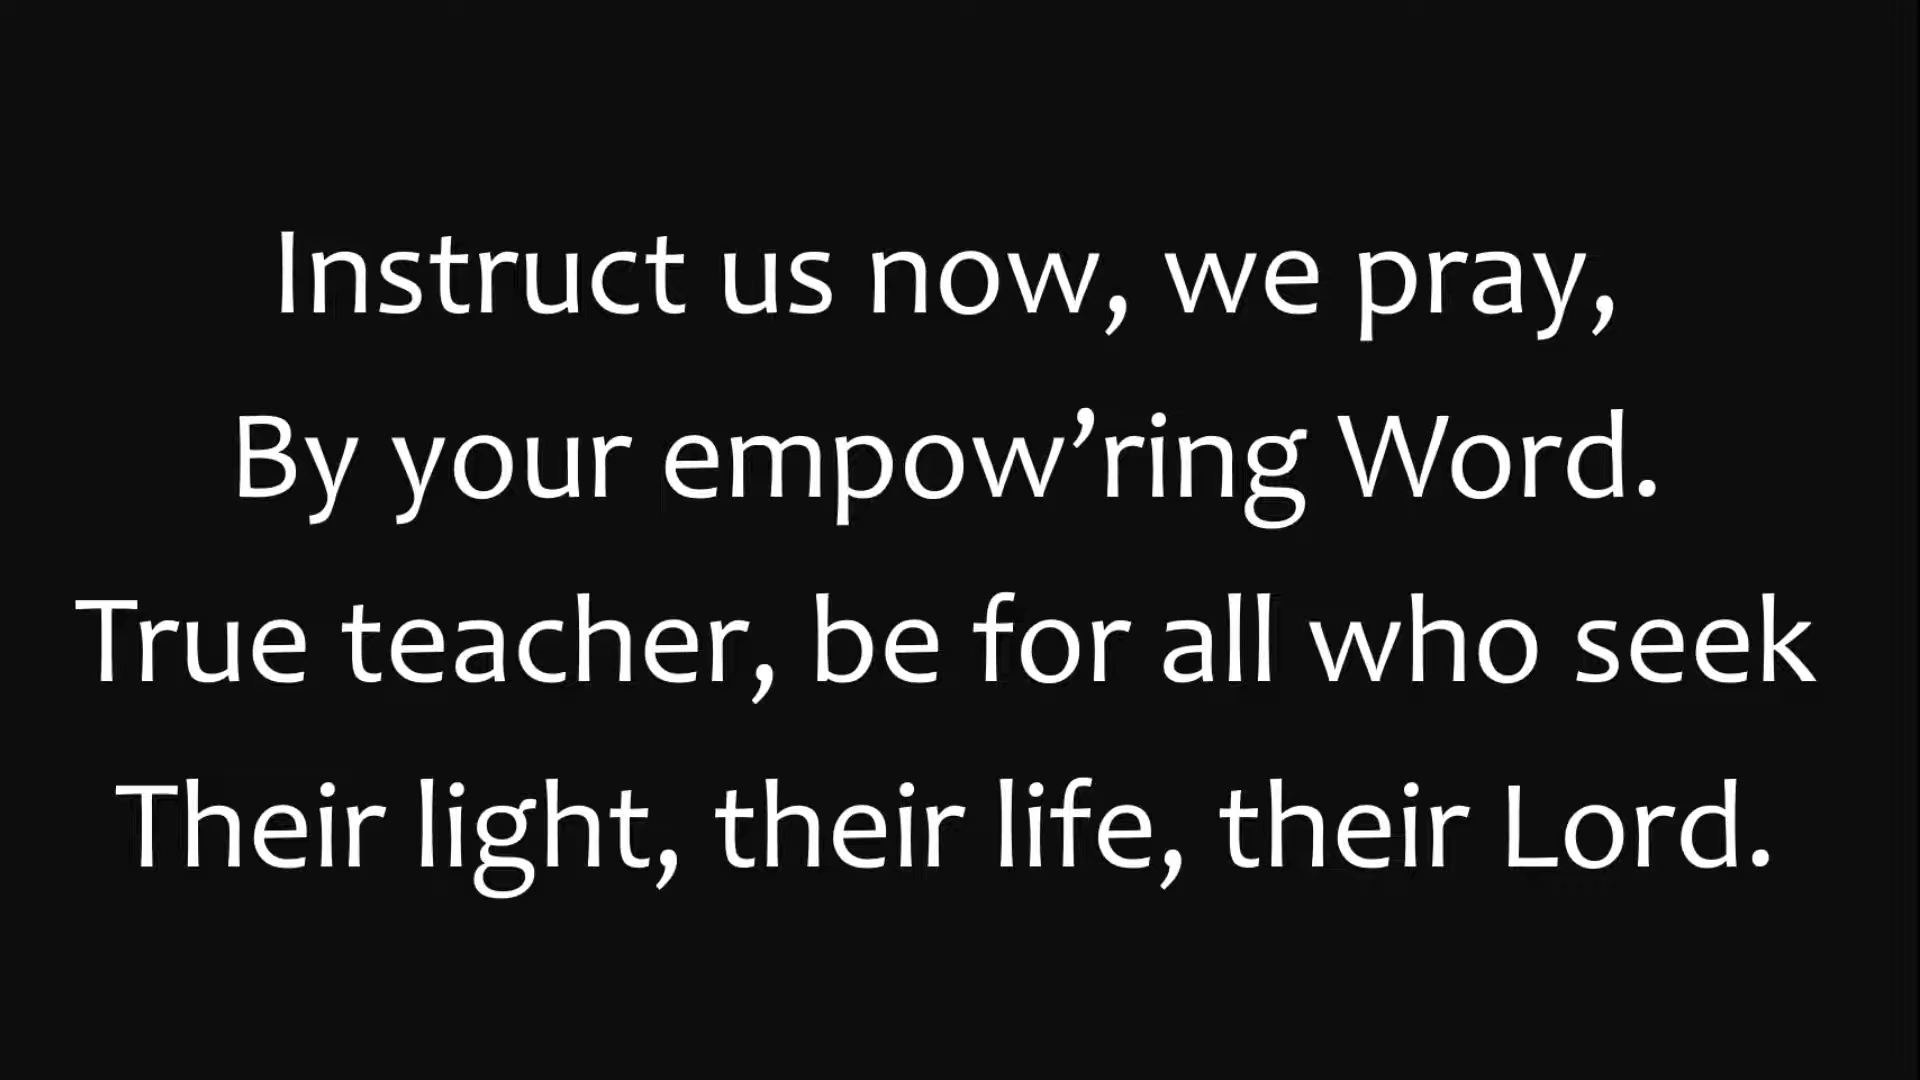 Instruct us now, we pray,
By your empow’ring Word.
True teacher, be for all who seek
Their light, their life, their Lord.